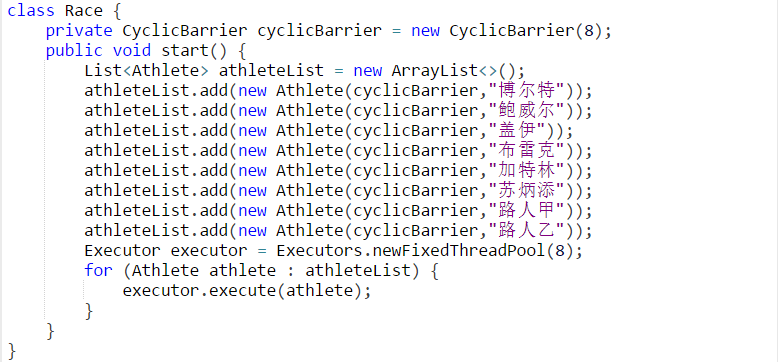 class Race {
    private CyclicBarrier cyclicBarrier = new CyclicBarrier(8);
    public void start() {
        List<Athlete> athleteList = new ArrayList<>();
        athleteList.add(new Athlete(cyclicBarrier,"博尔特"));
        athleteList.add(new Athlete(cyclicBarrier,"鲍威尔"));
        athleteList.add(new Athlete(cyclicBarrier,"盖伊"));
        athleteList.add(new Athlete(cyclicBarrier,"布雷克"));
        athleteList.add(new Athlete(cyclicBarrier,"加特林"));
        athleteList.add(new Athlete(cyclicBarrier,"苏炳添"));
        athleteList.add(new Athlete(cyclicBarrier,"路人甲"));
        athleteList.add(new Athlete(cyclicBarrier,"路人乙"));
        Executor executor = Executors.newFixedThreadPool(8);
        for (Athlete athlete : athleteList) {
            executor.execute(athlete);
        }
    }
}